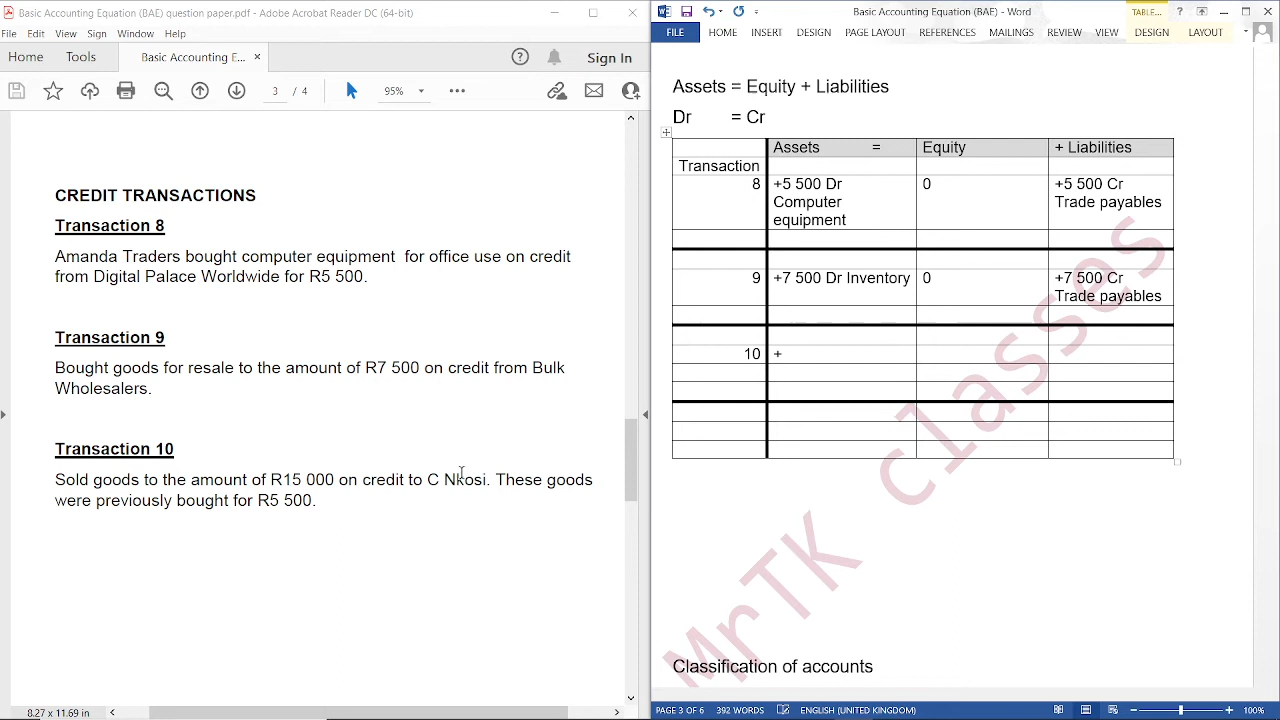 Basic Accounting Equation (BAE) question paper.pdf - Adobe Acrobat Reader DC (64-bit)
File Edit View Sign Window Help
Home Tools Basic Accounting E... × Sign In
3 / 4 95%
CREDIT TRANSACTIONS
Transaction 8
Amanda Traders bought computer equipment for office use on credit
from Digital Palace Worldwide for R5 500.
Transaction 9
Bought goods for resale to the amount of R7 500 on credit from Bulk
Wholesalers.
Transaction 10
Sold goods to the amount of R15 000 on credit to C Nkosi. These goods
were previously bought for R5 500.
8.27 x 11.69 in
Basic Accounting Equation (BAE) - Word
TABLE...
FILE HOME INSERT DESIGN PAGE LAYOUT REFERENCES MAILINGS REVIEW VIEW DESIGN LAYOUT
Assets = Equity + Liabilities
Dr = Cr
Assets = Equity + Liabilities
Transaction
8 +5 500 Dr 0 +5 500 Cr
Computer Trade payables
equipment
9 +7 500 Dr Inventory 0 +7 500 Cr
Trade payables
10 +
MrTK classes
Classification of accounts
PAGE 3 OF 6 392 WORDS ENGLISH (UNITED KINGDOM) 100%